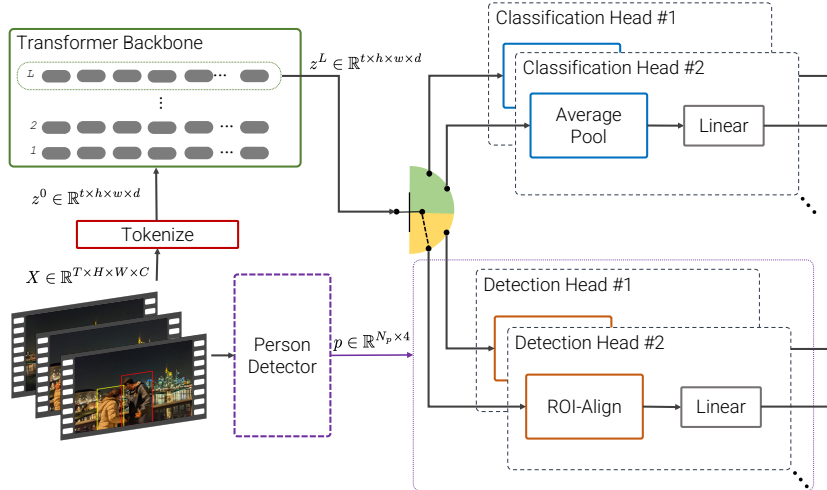 Transformer Backbone
L
...
⋮
2
...
1
...
z^0 ∈ ℝ^{t×h×w×d}
Tokenize
X ∈ ℝ^{T×H×W×C}
Person
Detector
p ∈ ℝ^{N_p×4}
z^L ∈ ℝ^{t×h×w×d}
Classification Head #1
Classification Head #2
Average
Pool
Linear
Detection Head #1
Detection Head #2
ROI-Align
Linear